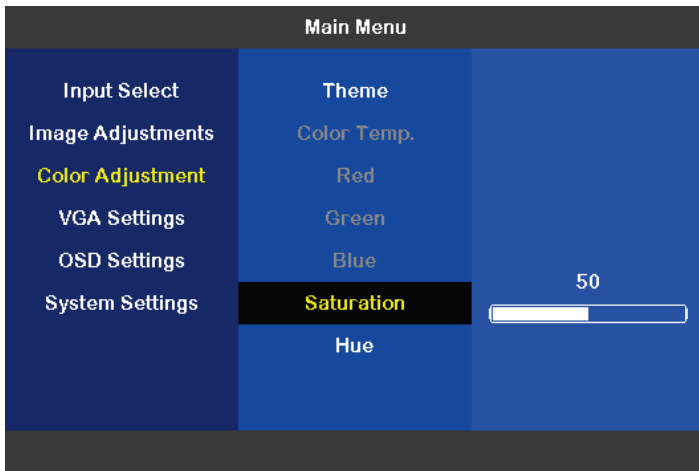 Main Menu
Input Select
Image Adjustments
Color Adjustment
VGA Settings
OSD Settings
System Settings
Theme
Color Temp.
Red
Green
Blue
Saturation
Hue
50